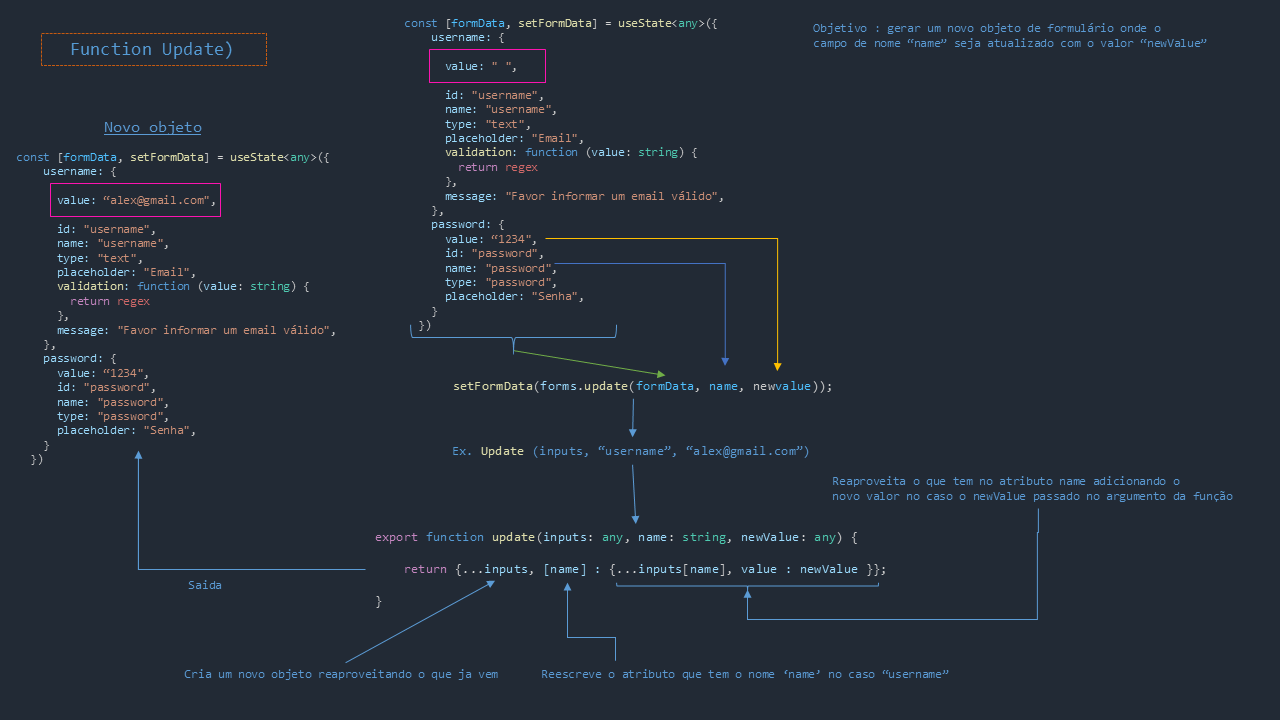 Function Update)
Objetivo : gerar um novo objeto de formulário onde o
campo de nome “name” seja atualizado com o valor “newValue”
const [formData, setFormData] = useState<any>({
username: {
value: " ",
id: "username",
name: "username",
type: "text",
placeholder: "Email",
validation: function (value: string) {
return regex
},
message: "Favor informar um email válido",
},
password: {
value: “1234",
id: "password",
name: "password",
type: "password",
placeholder: "Senha",
}
})
Novo objeto
const [formData, setFormData] = useState<any>({
username: {
value: “alex@gmail.com",
id: "username",
name: "username",
type: "text",
placeholder: "Email",
validation: function (value: string) {
return regex
},
message: "Favor informar um email válido",
},
password: {
value: “1234",
id: "password",
name: "password",
type: "password",
placeholder: "Senha",
}
})
setFormData(forms.update(formData, name, newvalue));
Ex. Update (inputs, “username”, “alex@gmail.com”)
Reaproveita o que tem no atributo name adicionando o
novo valor no caso o newValue passado no argumento da função
export function update(inputs: any, name: string, newValue: any) {
return {...inputs, [name] : {...inputs[name], value : newValue }};
}
Saida
Cria um novo objeto reaproveitando o que ja vem
Reescreve o atributo que tem o nome ‘name’ no caso “username”